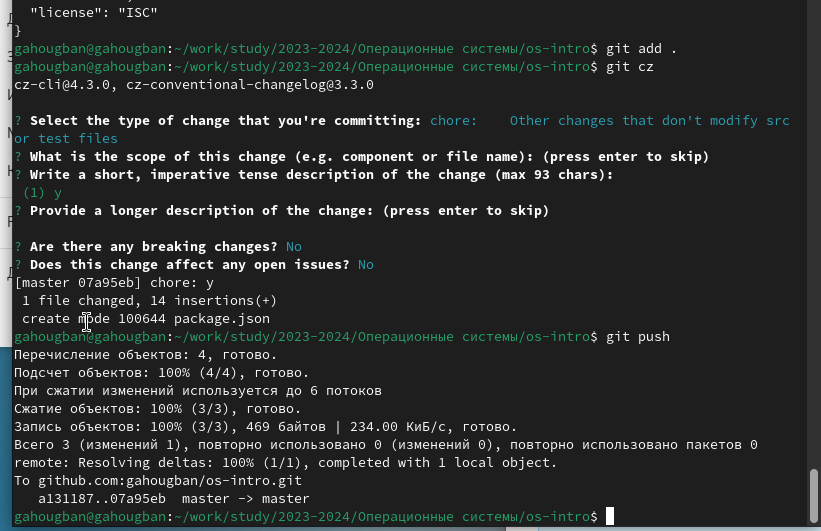 "license": "ISC"
}
gahougban@gahougban:~/work/study/2023-2024/Операционные системы/os-intro$ git add .
gahougban@gahougban:~/work/study/2023-2024/Операционные системы/os-intro$ git cz
cz-cli@4.3.0, cz-conventional-changelog@3.3.0
? Select the type of change that you're committing: chore:    Other changes that don't modify src
or test files
? What is the scope of this change (e.g. component or file name): (press enter to skip)
? Write a short, imperative tense description of the change (max 93 chars):
(1) y
? Provide a longer description of the change: (press enter to skip)
? Are there any breaking changes? No
? Does this change affect any open issues? No
[master 07a95eb] chore: y
1 file changed, 14 insertions(+)
create mode 100644 package.json
gahougban@gahougban:~/work/study/2023-2024/Операционные системы/os-intro$ git push
Перечисление объектов: 4, готово.
Подсчет объектов: 100% (4/4), готово.
При сжатии изменений используется до 6 потоков
Сжатие объектов: 100% (3/3), готово.
Запись объектов: 100% (3/3), 469 байтов | 234.00 КиБ/с, готово.
Всего 3 (изменений 1), повторно использовано 0 (изменений 0), повторно использовано пакетов 0
remote: Resolving deltas: 100% (1/1), completed with 1 local object.
To github.com:gahougban/os-intro.git
a131187..07a95eb  master -> master
gahougban@gahougban:~/work/study/2023-2024/Операционные системы/os-intro$